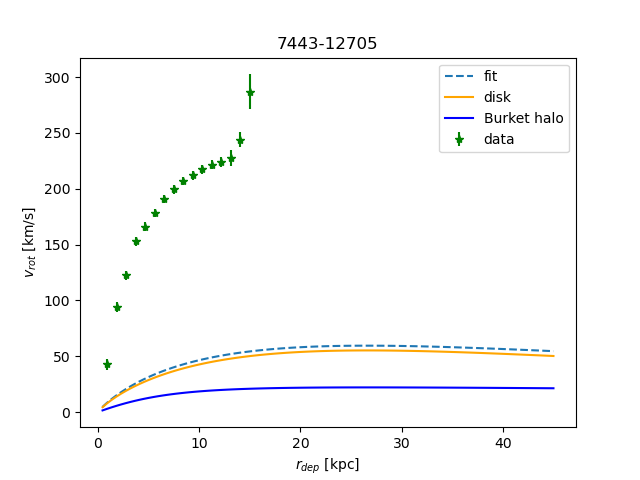 7443-12705
fit
disk
Burket halo
data
300
250
200
150
100
50
0
v_rot [km/s]
0 10 20 30 40
r_dep [kpc]